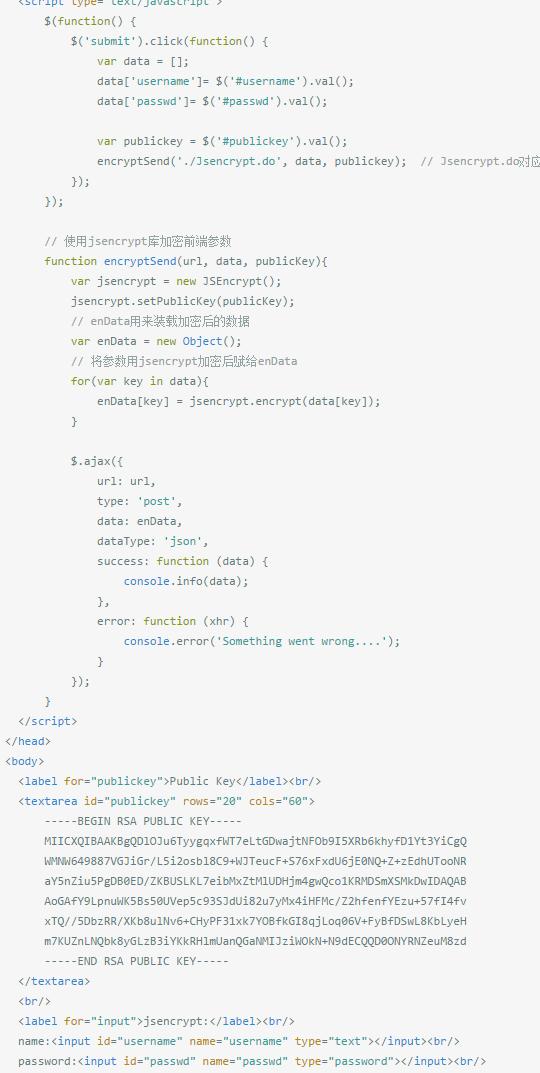 <script type="text/javascript">
$(function() {
$('submit').click(function() {
var data = [];
data['username']= $('#username').val();
data['passwd']= $('#passwd').val();
var publickey = $('#publickey').val();
encryptSend('./Jsencrypt.do', data, publickey);  // Jsencrypt.do对应
});
});
// 使用jsencrypt库加密前端参数
function encryptSend(url, data, publicKey){
var jsencrypt = new JSEncrypt();
jsencrypt.setPublicKey(publicKey);
// enData用来装载加密后的数据
var enData = new Object();
// 将参数用jsencrypt加密后赋给enData
for(var key in data){
enData[key] = jsencrypt.encrypt(data[key]);
}
$.ajax({
url: url,
type: 'post',
data: enData,
dataType: 'json',
success: function (data) {
console.info(data);
},
error: function (xhr) {
console.error('Something went wrong....');
}
});
}
</script>
</head>
<body>
<label for="publickey">Public Key</label><br/>
<textarea id="publickey" rows="20" cols="60">
-----BEGIN RSA PUBLIC KEY-----
MIICXQIBAAKBgQDlOJu6TyygqxfWT7eLtGDwajtNFOb9I5XRb6khyfD1Yt3YiCgQ
WMNW649887VGJiGr/L5i2osbl8C9+WJTeucF+S76xFxdU6jE0NQ+Z+zEdhUTooNR
aY5nZiu5PgDB0ED/ZKBUSLKL7eibMxZtMlUDHjm4gwQco1KRMDSmXSMkDwIDAQAB
AoGAfY9LpnuWK5Bs50UVep5c93SJdUi82u7yMx4iHFMc/Z2hfenfYEzu+57fI4fv
xTQ//5DbzRR/XKb8ulNv6+CHyPF31xk7YOBfkGI8qjLoq06V+FyBfDSwL8KbLyeH
m7KUZnLNQbk8yGLzB3iYKkRHlmUanQGaNMIJziWOkN+N9dECQQD0ONYRNZeuM8zd
-----END RSA PUBLIC KEY-----
</textarea>
<br/>
<label for="input">jsencrypt:</label><br/>
name:<input id="username" name="username" type="text"></input><br/>
password:<input id="passwd" name="passwd" type="password"></input><br/>